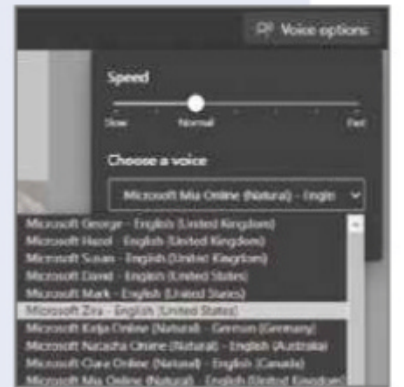 Voice options
Speed
Slow Normal Fast
Choose a voice
Microsoft Mia Online (Natural) - Englis
Microsoft George - English (United Kingdom)
Microsoft Hazel - English (United Kingdom)
Microsoft Susan - English (United Kingdom)
Microsoft David - English (United States)
Microsoft Mark - English (United States)
Microsoft Zira - English (United States)
Microsoft Katja Online (Natural) - German (Germany)
Microsoft Natasha Online (Natural) - English (Australia)
Microsoft Clara Online (Natural) - English (Canada)
Microsoft Mia Online (Natural) - English (United Kingdom)